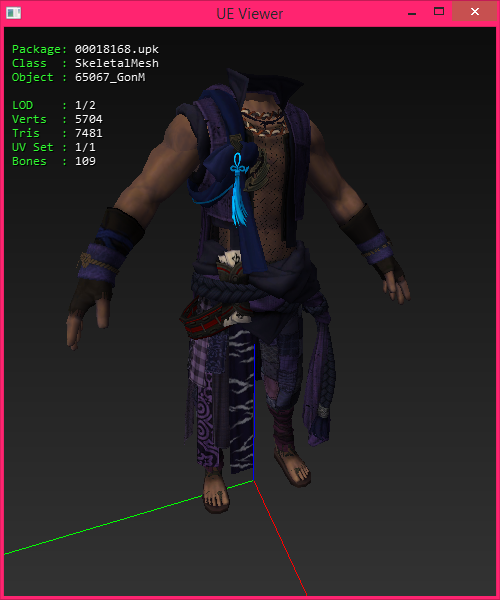 UE Viewer
Package: 00018168.upk
Class  : SkeletalMesh
Object : 65067_GonM
LOD    : 1/2
Verts  : 5704
Tris   : 7481
UV Set : 1/1
Bones  : 109